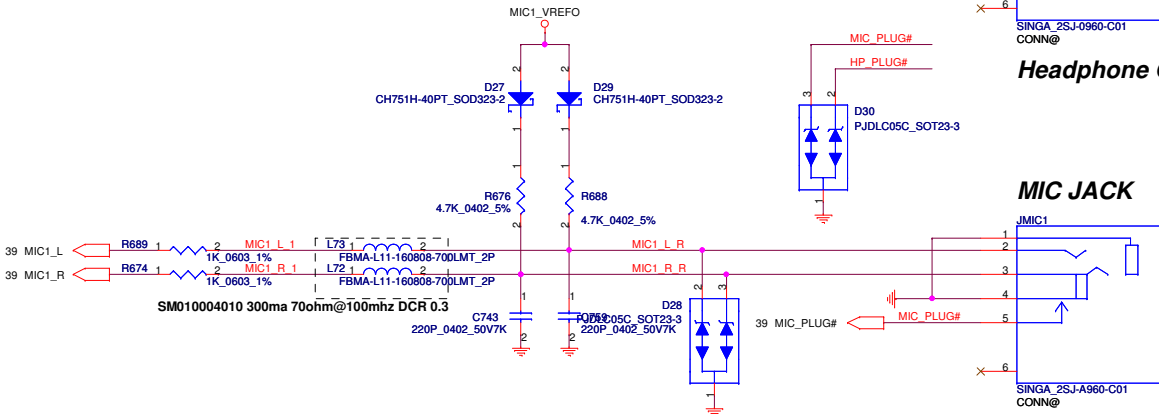 MIC1_VREFO
6
SINGA_2SJ-0960-C01
CONN@
Headphone
MIC_PLUG#
HP_PLUG#
2
2
D27
CH751H-40PT_SOD323-2
D29
CH751H-40PT_SOD323-2
1
1
3
2
D30
PJDLC05C_SOT23-3
1
1
1
R676
4.7K_0402_5%
R688
4.7K_0402_5%
2
2
MIC JACK
JMIC1
39 MIC1_L
R689
1
2
1K_0603_1%
MIC1_L_1
L73
1
2
FBMA-L11-160808-700LMT_2P
MIC1_L_R
39 MIC1_R
R674
1
2
1K_0603_1%
MIC1_R_1
L72
1
2
FBMA-L11-160808-700LMT_2P
MIC1_R_R
SM010004010 300ma 70ohm@100mhz DCR 0.3
1
1
C743
220P_0402_50V7K
C759
220P_0402_50V7K
2
2
2
3
D28
PJDLC05C_SOT23-3
1
39 MIC_PLUG#
MIC_PLUG#
1
2
3
4
5
6
SINGA_2SJ-A960-C01
CONN@